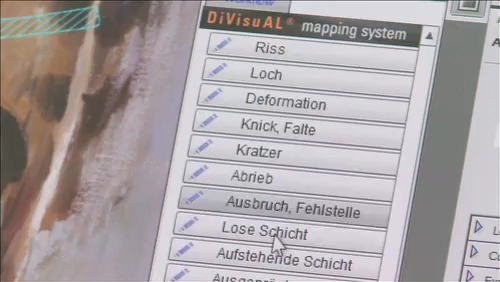 DiVisuAL® mapping system
Riss
Loch
Deformation
Knick, Falte
Kratzer
Abrieb
Ausbruch, Fehlstelle
Lose Schicht
Aufstehende Schicht